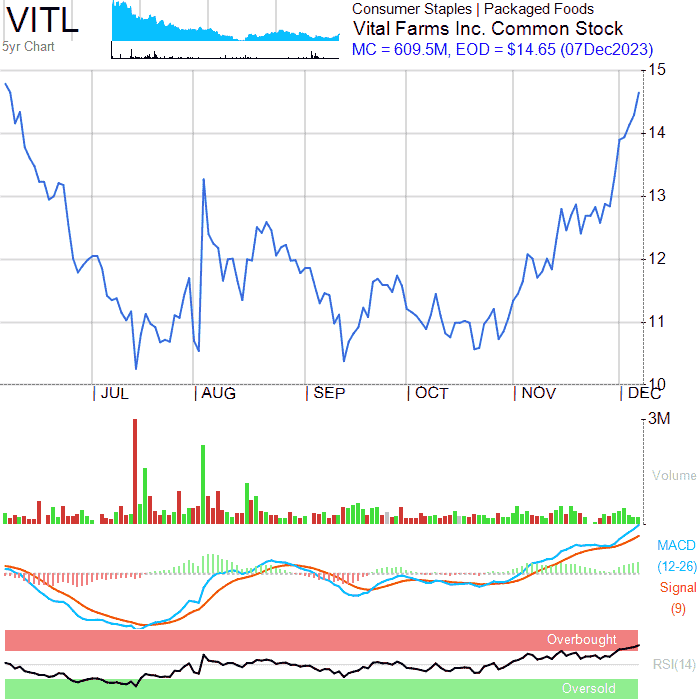 VITL
5yr Chart
Consumer Staples | Packaged Foods
Vital Farms Inc. Common Stock
MC = 609.5M, EOD = $14.65 (07Dec2023)
15
14
13
12
11
10
JUL AUG SEP OCT NOV DEC
3M
Volume
MACD
(12-26)
Signal
(9)
Overbought
RSI(14)
Oversold